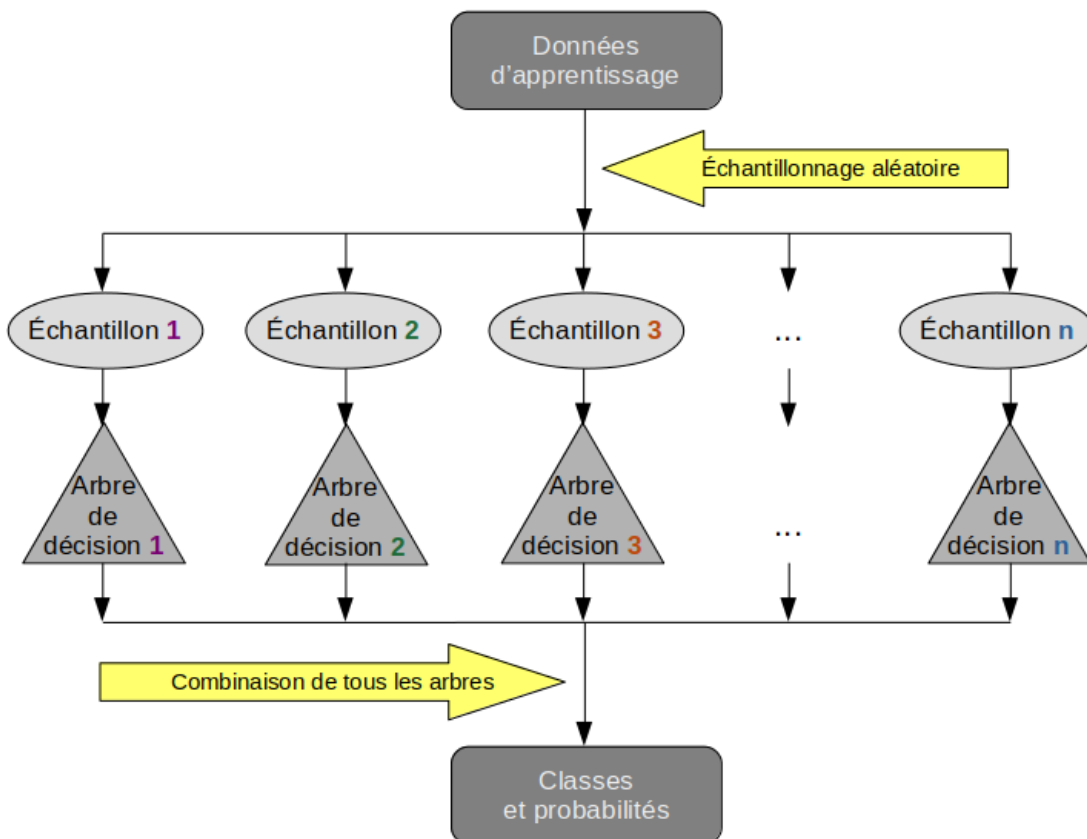 Données
d'apprentissage
Échantillonnage aléatoire
Échantillon 1
Échantillon 2
Échantillon 3
...
Échantillon n
Arbre
de
décision 1
Arbre
de
décision 2
Arbre
de
décision 3
...
Arbre
de
décision n
Combinaison de tous les arbres
Classes
et probabilités